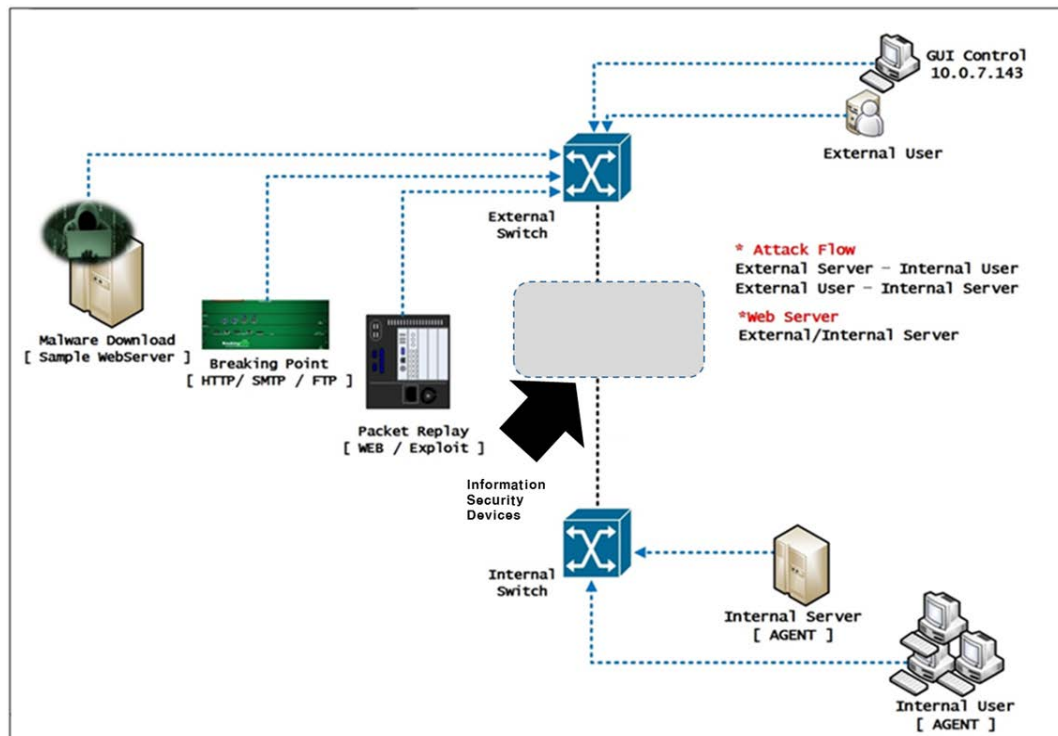 GUI Control
10.0.7.143
External User
External
Switch
* Attack Flow
External Server - Internal User
External User - Internal Server
*Web Server
External/Internal Server
Malware Download
[ Sample WebServer ]
Breaking Point
[ HTTP/ SMTP / FTP ]
Packet Replay
[ WEB / Exploit ]
Information
Security
Devices
Internal
Switch
Internal Server
[ AGENT ]
Internal User
[ AGENT ]